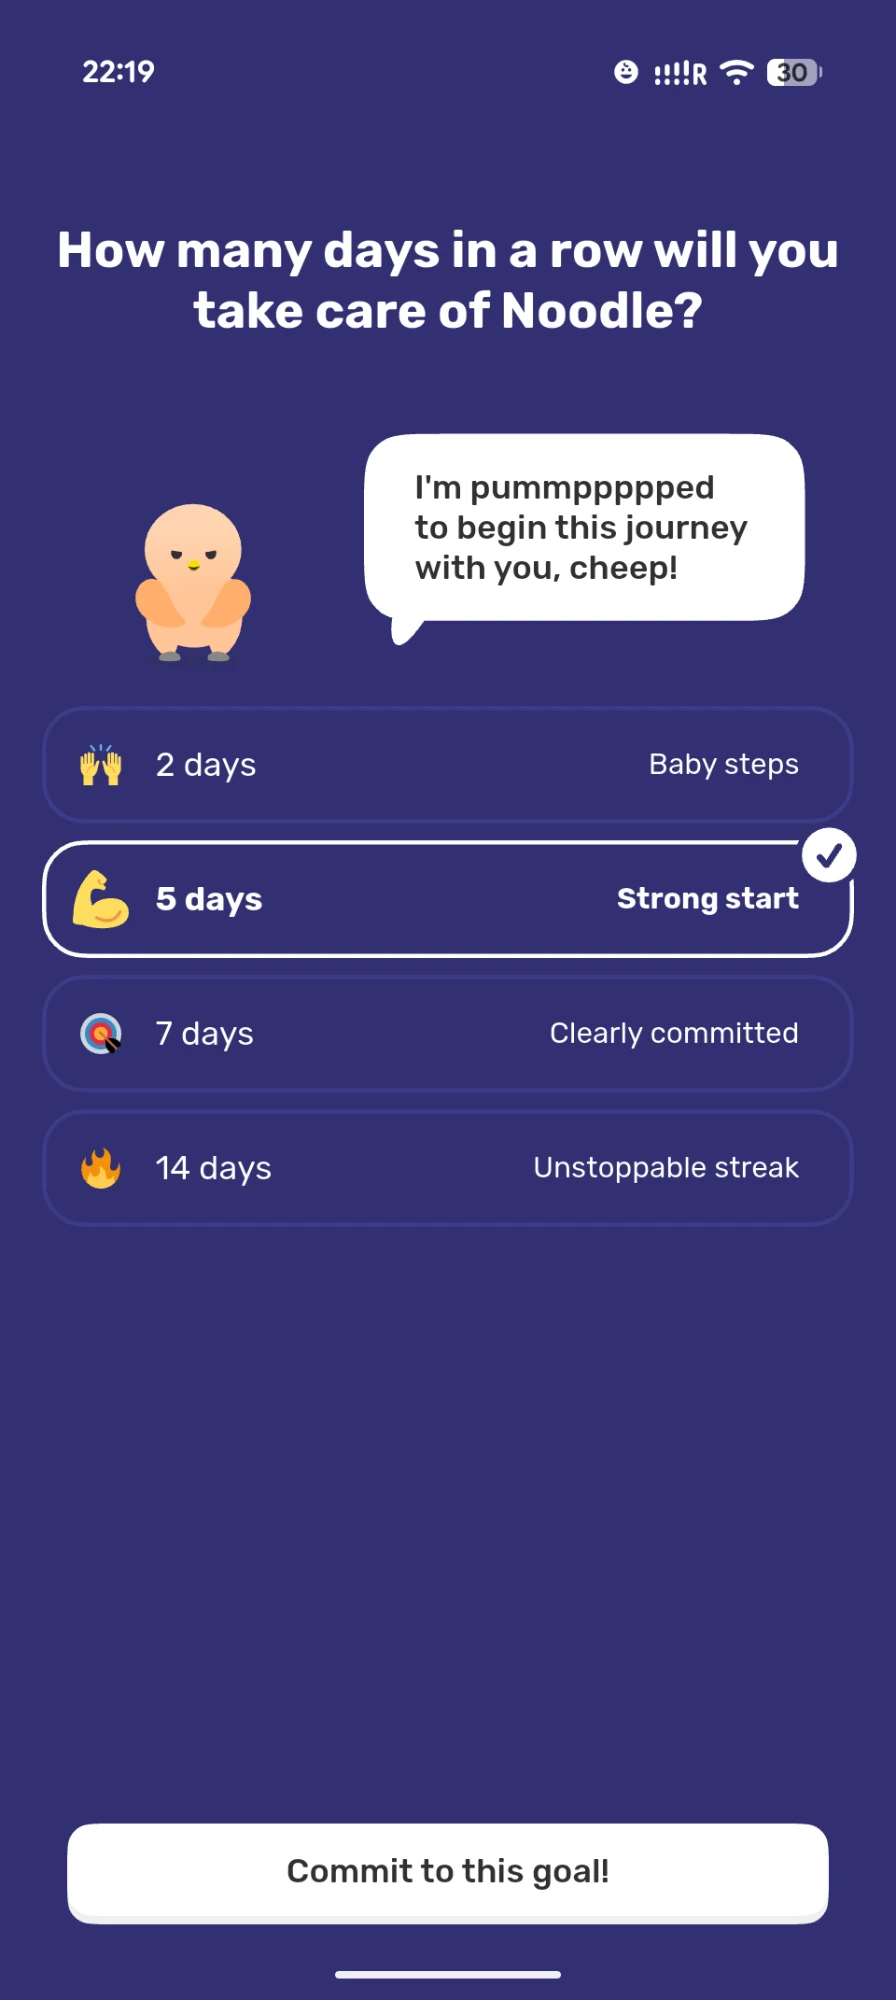 22:19
R
30
How many days in a row will you
take care of Noodle?
I'm pummppppped
to begin this journey
with you, cheep!
2 days Baby steps
5 days Strong start
7 days Clearly committed
14 days Unstoppable streak
Commit to this goal!